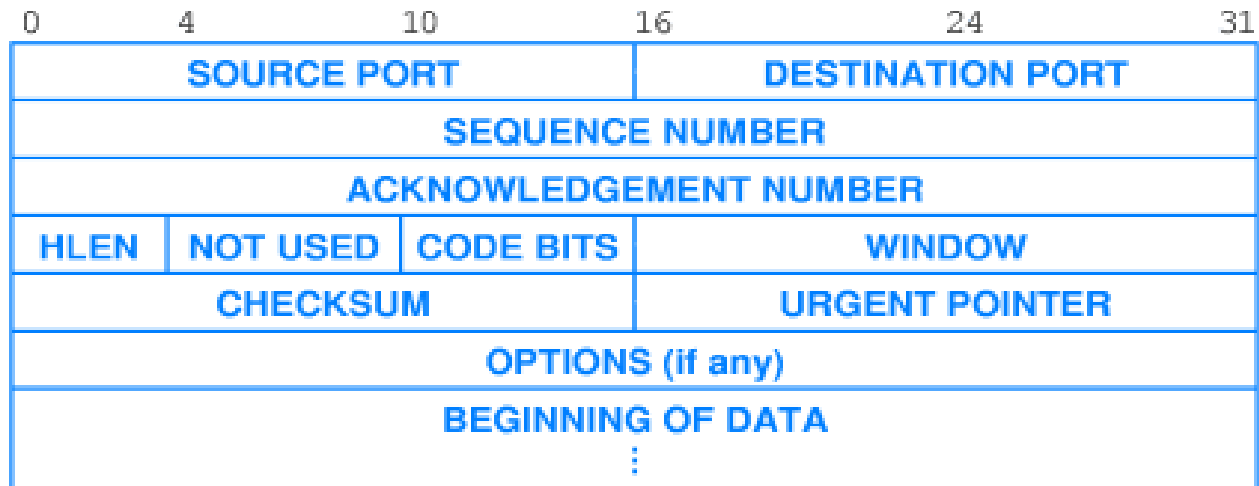 0 4 10 16 24 31
SOURCE PORT DESTINATION PORT
SEQUENCE NUMBER
ACKNOWLEDGEMENT NUMBER
HLEN NOT USED CODE BITS WINDOW
CHECKSUM URGENT POINTER
OPTIONS (if any)
BEGINNING OF DATA